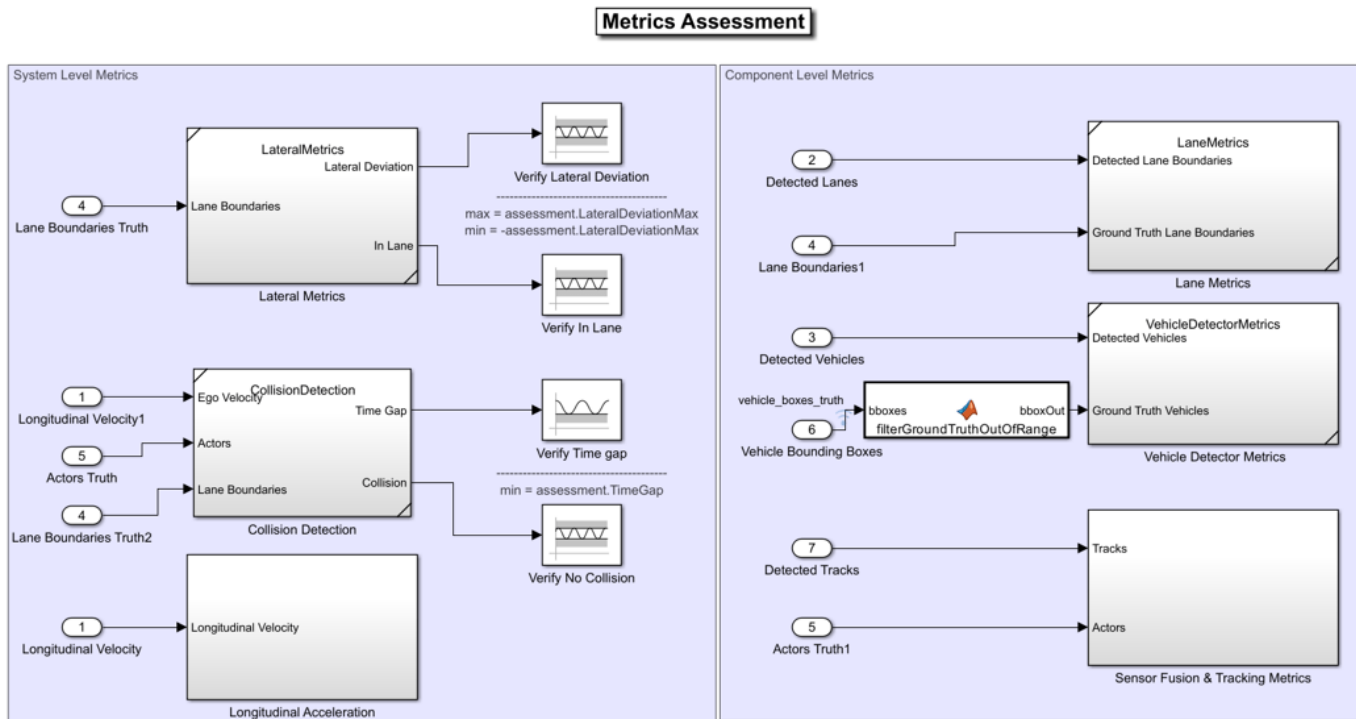 Metrics Assessment
System Level Metrics
LateralMetrics
Lateral Deviation
Lane Boundaries
In Lane
Lateral Metrics
4
Lane Boundaries Truth
Verify Lateral Deviation
---------------------------------------
max = assessment.LateralDeviationMax
min = -assessment.LateralDeviationMax
Verify In Lane
1
Longitudinal Velocity1
5
Actors Truth
4
Lane Boundaries Truth2
CollisionDetection
Ego Velocity
Time Gap
Actors
Collision
Lane Boundaries
Collision Detection
Verify Time gap
---------------------------------------
min = assessment.TimeGap
Verify No Collision
1
Longitudinal Velocity
Longitudinal Velocity
Longitudinal Acceleration
Component Level Metrics
2
Detected Lanes
4
Lane Boundaries1
LaneMetrics
Detected Lane Boundaries
Ground Truth Lane Boundaries
Lane Metrics
3
Detected Vehicles
vehicle_boxes_truth
6
Vehicle Bounding Boxes
bboxes
bboxOut
filterGroundTruthOutOfRange
VehicleDetectorMetrics
Detected Vehicles
Ground Truth Vehicles
Vehicle Detector Metrics
7
Detected Tracks
5
Actors Truth1
Tracks
Actors
Sensor Fusion & Tracking Metrics